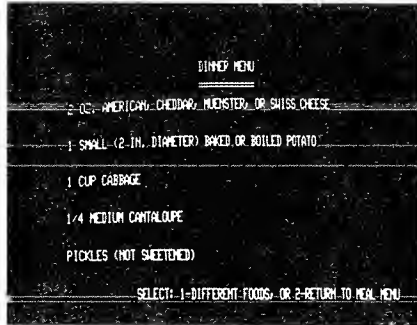 DINNER MENU
2 OZ. AMERICAN, CHEDDAR, MUENSTER, OR SWISS CHEESE
1 SMALL (2 IN. DIAMETER) BAKED OR BOILED POTATO
1 CUP CABBAGE
1/4 MEDIUM CANTALOUPE
PICKLES (NOT SWEETENED)
SELECT: 1-DIFFERENT FOODS, OR 2-RETURN TO MEAL MENU